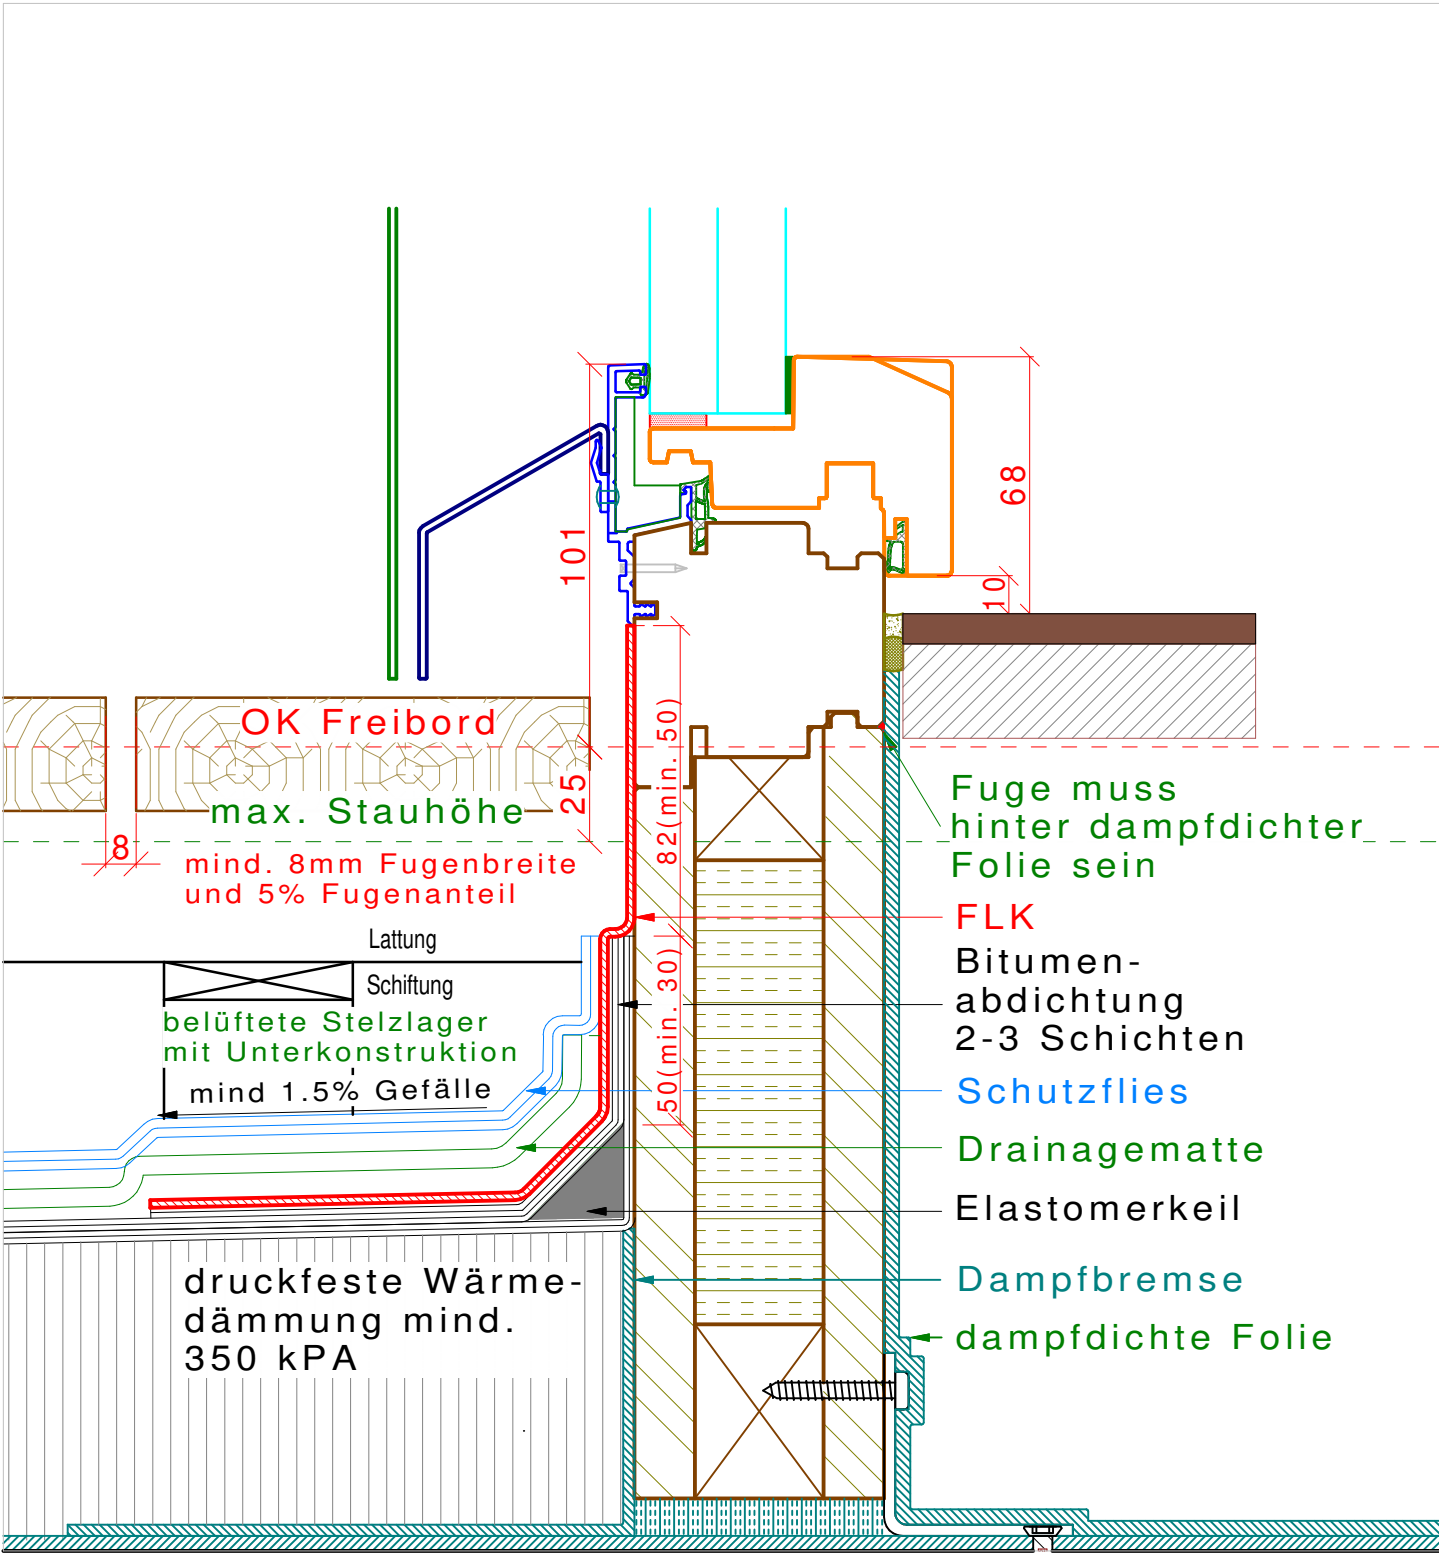 68
101
10
OK Freibord
82(min. 50)
25
max. Stauhöhe
8
mind. 8mm Fugenbreite
und 5% Fugenanteil
Fuge muss
hinter dampfdichter
Folie sein
FLK
Lattung
Schiftung
50(min. 30)
Bitumen-
abdichtung
2-3 Schichten
belüftete Stelzlager
mit Unterkonstruktion
mind 1.5% Gefälle
Schutzflies
Drainagematte
Elastomerkeil
druckfeste Wärme-
dämmung mind.
350 kPA
Dampfbremse
dampfdichte Folie